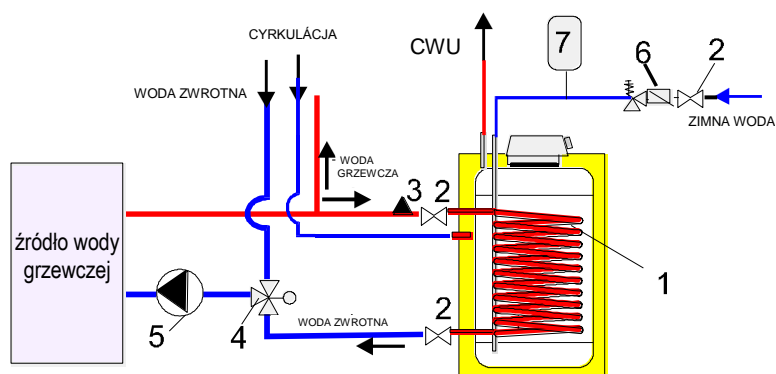 CYRKULÁCJA
CWU
7
6
2
WODA ZWROTNA
ZIMNA WODA
WODA
GRZEWCZA
3
2
źródło wody
grzewczej
1
5
4
WODA ZWROTNA
2